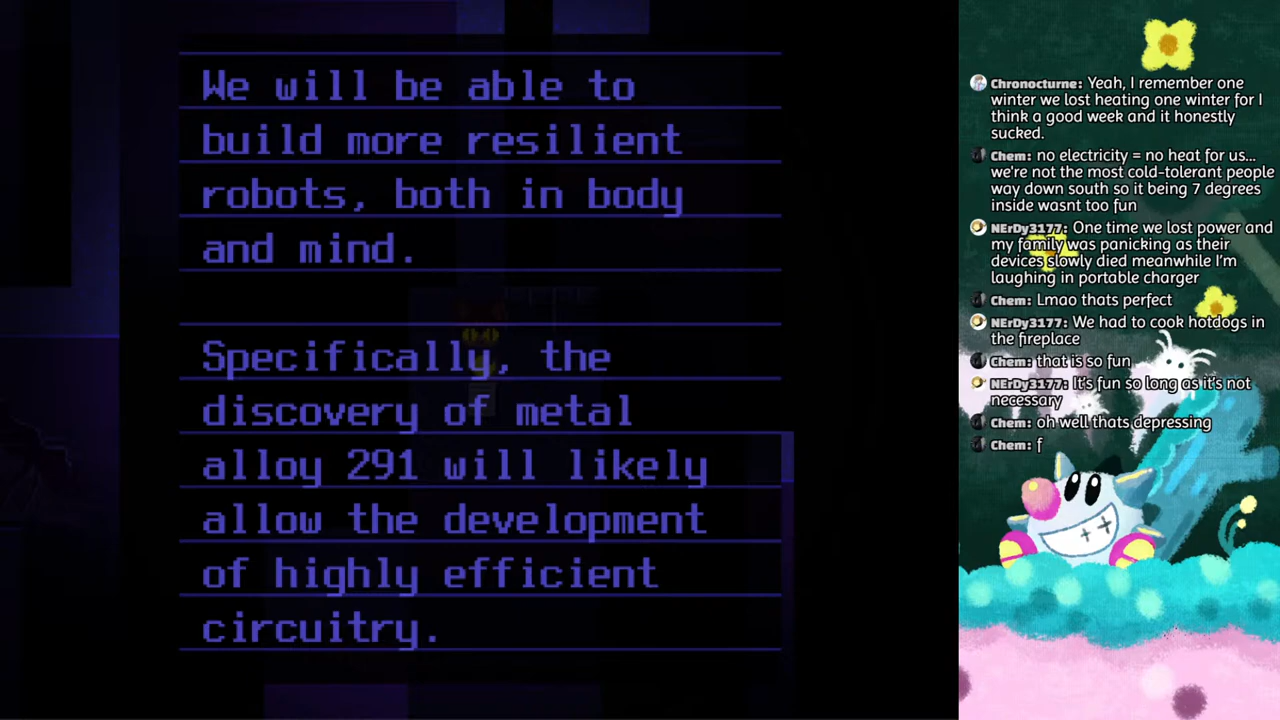 We will be able to
build more resilient
robots, both in body
and mind.
Specifically, the
discovery of metal
alloy 291 will likely
allow the development
of highly efficient
circuitry.
Chronocturne: Yeah, I remember one
winter we lost heating one winter for I
think a good week and it honestly
sucked.
Chem: no electricity = no heat for us...
we're not the most cold-tolerant people
way down south so it being 7 degrees
inside wasnt too fun
NErDy3177: One time we lost power and
my family was panicking as their
devices slowly died meanwhile I'm
laughing in portable charger
Chem: Lmao thats perfect
NErDy3177: We had to cook hotdogs in
the fireplace
Chem: that is so fun
NErDy3177: It's fun so long as it's not
necessary
Chem: oh well thats depressing
Chem: f